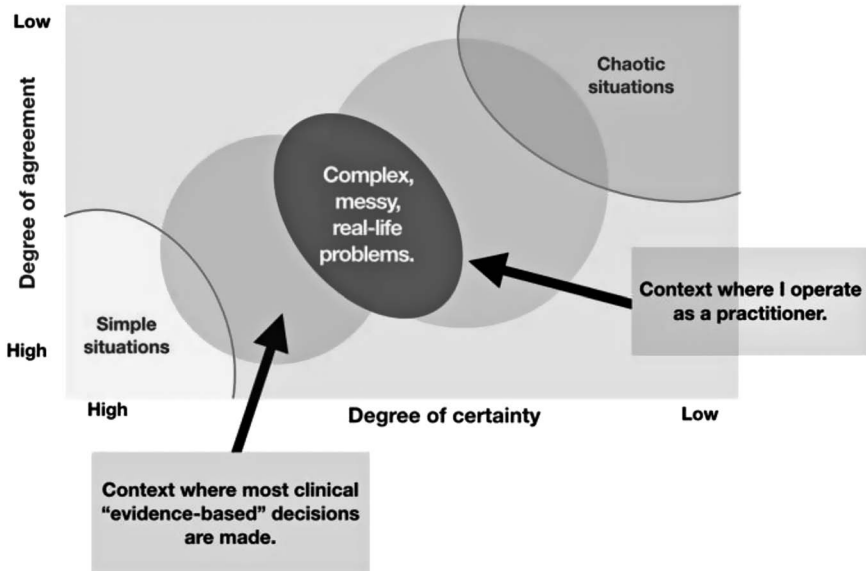 Low
Degree of agreement
High
Chaotic
situations
Complex,
messy,
real-life
problems.
Simple
situations
Context where I operate
as a practitioner.
High
Degree of certainty
Low
Context where most clinical
“evidence-based” decisions
are made.